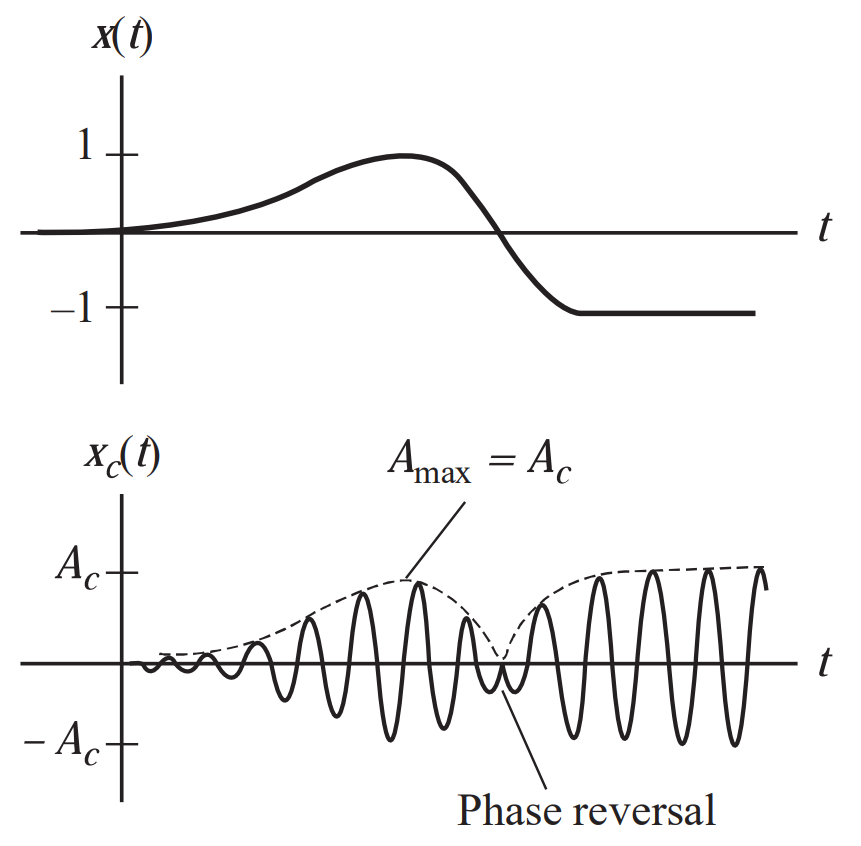 x(t)
1
t
–1
x_c(t)
A_max = A_c
A_c
t
– A_c
Phase reversal